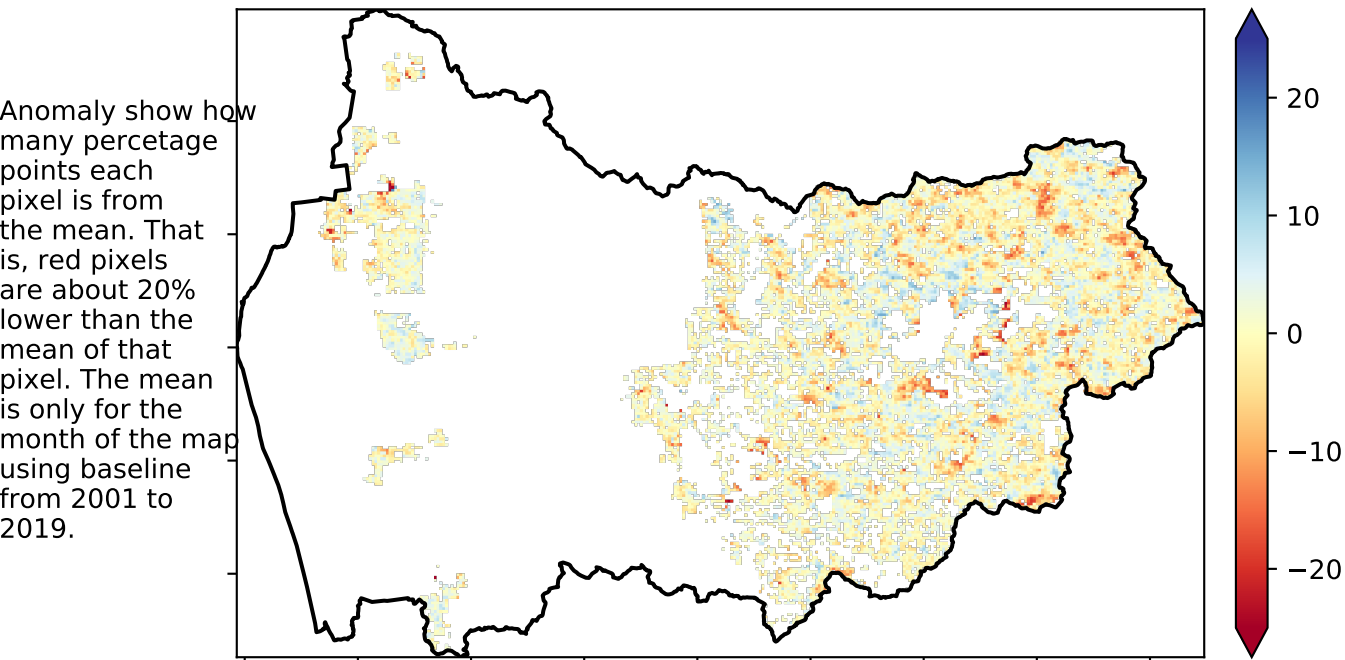 Anomaly show how
many percetage
points each
pixel is from
the mean. That
is, red pixels
are about 20%
lower than the
mean of that
pixel. The mean
is only for the
month of the map
using baseline
from 2001 to
2019.
20
10
0
−10
−20